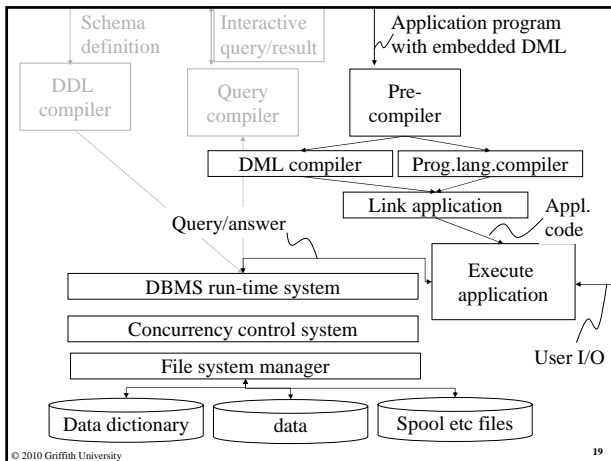 Schema
definition
Interactive
query/result
Application program
with embedded DML
DDL
compiler
Query
compiler
Pre-
compiler
DML compiler
Prog.lang.compiler
Link application
Appl.
code
Query/answer
Execute
application
DBMS run-time system
Concurrency control system
User I/O
File system manager
Data dictionary
data
Spool etc files
© 2010 Griffith University
19